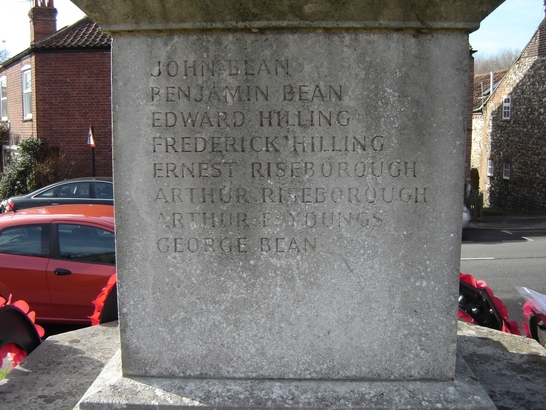 JOHN BEAN
BENJAMIN BEAN
EDWARD HILLING
FREDERICK HILLING
ERNEST RISEBOROUGH
ARTHUR RISEBOROUGH
ARTHUR E YOUNGS
GEORGE BEAN